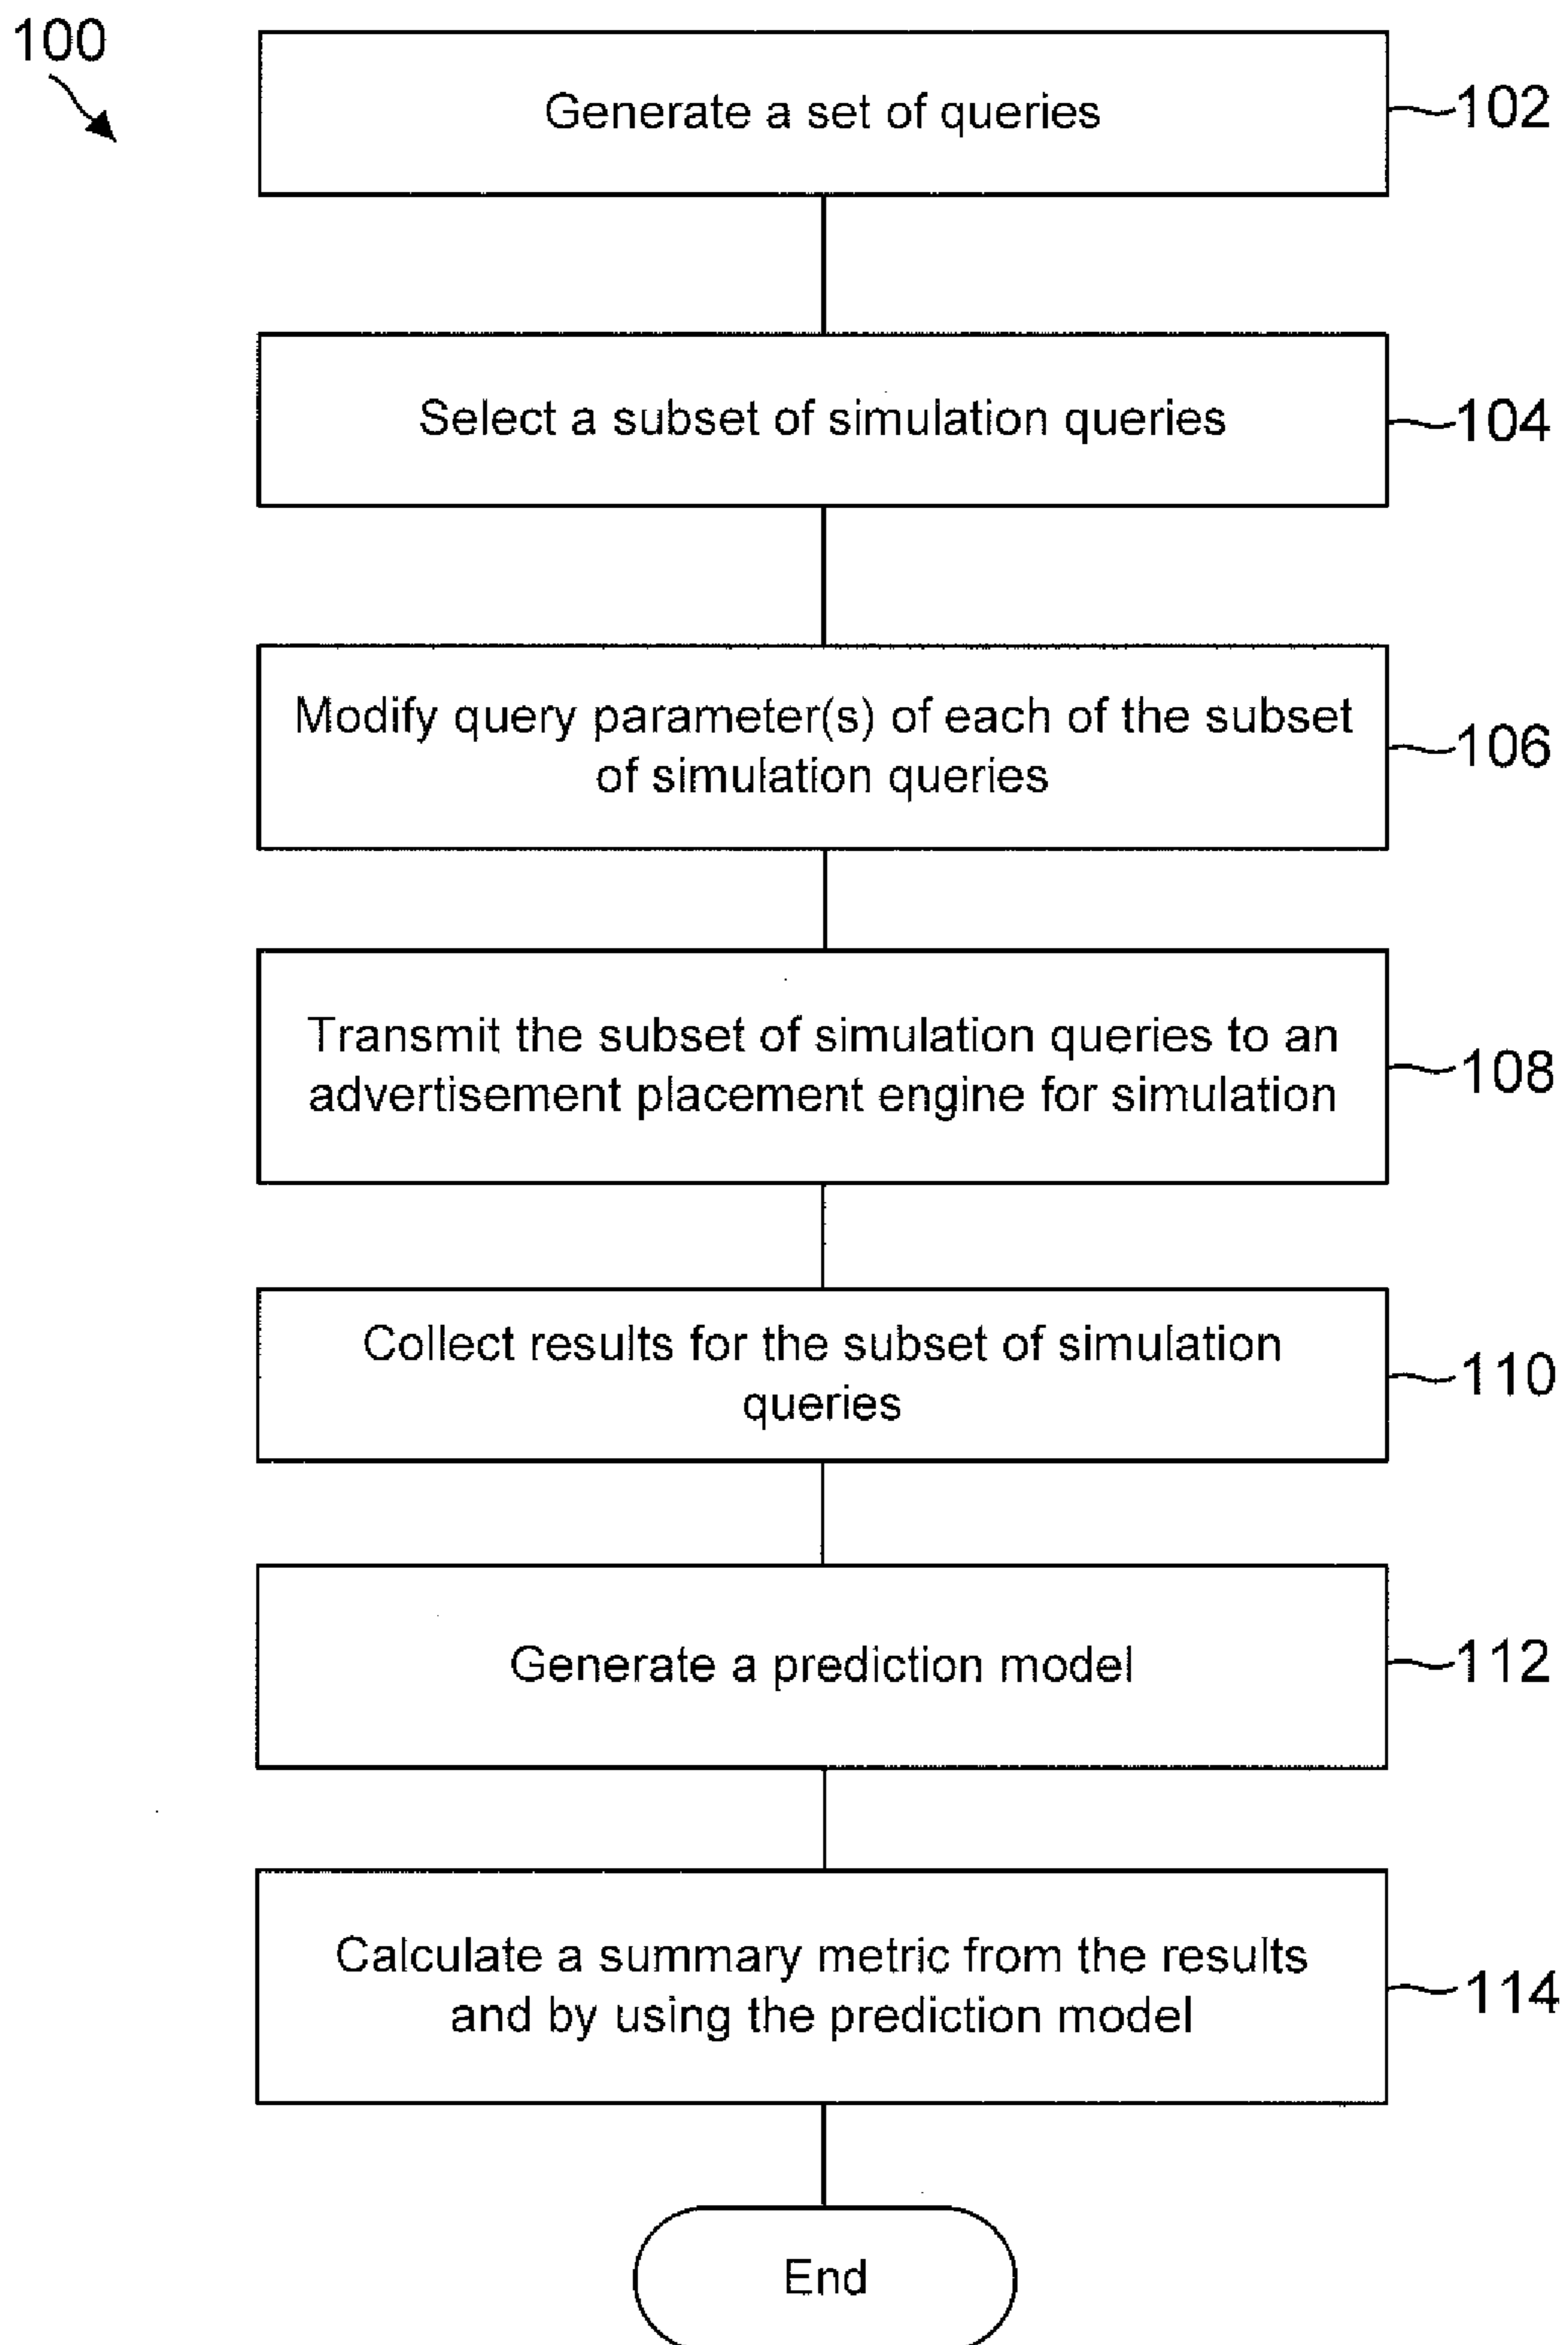 100
Generate a set of queries
102
Select a subset of simulation queries
104
Modify query parameter(s) of each of the subset
of simulation queries
106
Transmit the subset of simulation queries to an
advertisement placement engine for simulation
108
Collect results for the subset of simulation
queries
110
Generate a prediction model
112
Calculate a summary metric from the results
and by using the prediction model
114
End